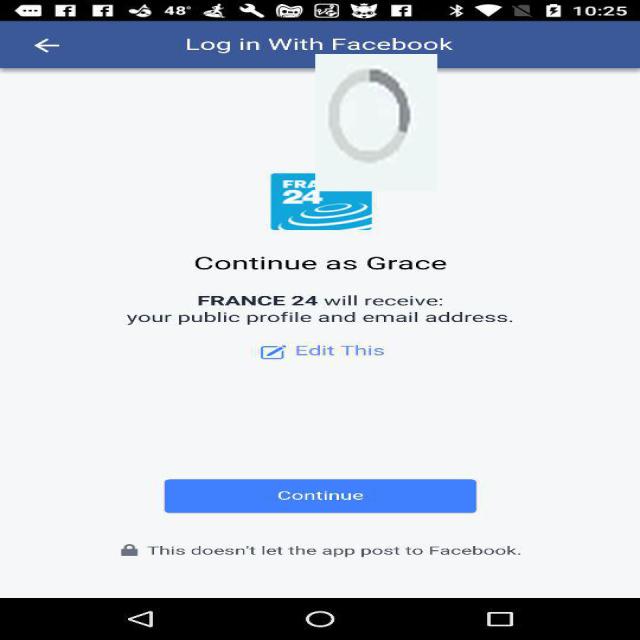 48° 10:25
Log in With Facebook
FRA
24
Continue as Grace
FRANCE 24 will receive:
your public profile and email address.
Edit This
Continue
This doesn't let the app post to Facebook.